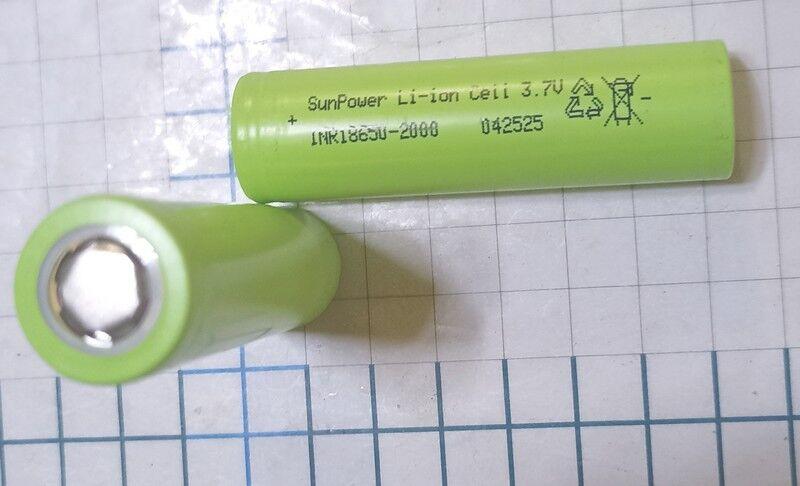 SunPower Li-ion Cell 3.7V
+ INR18650-2000 042525 -